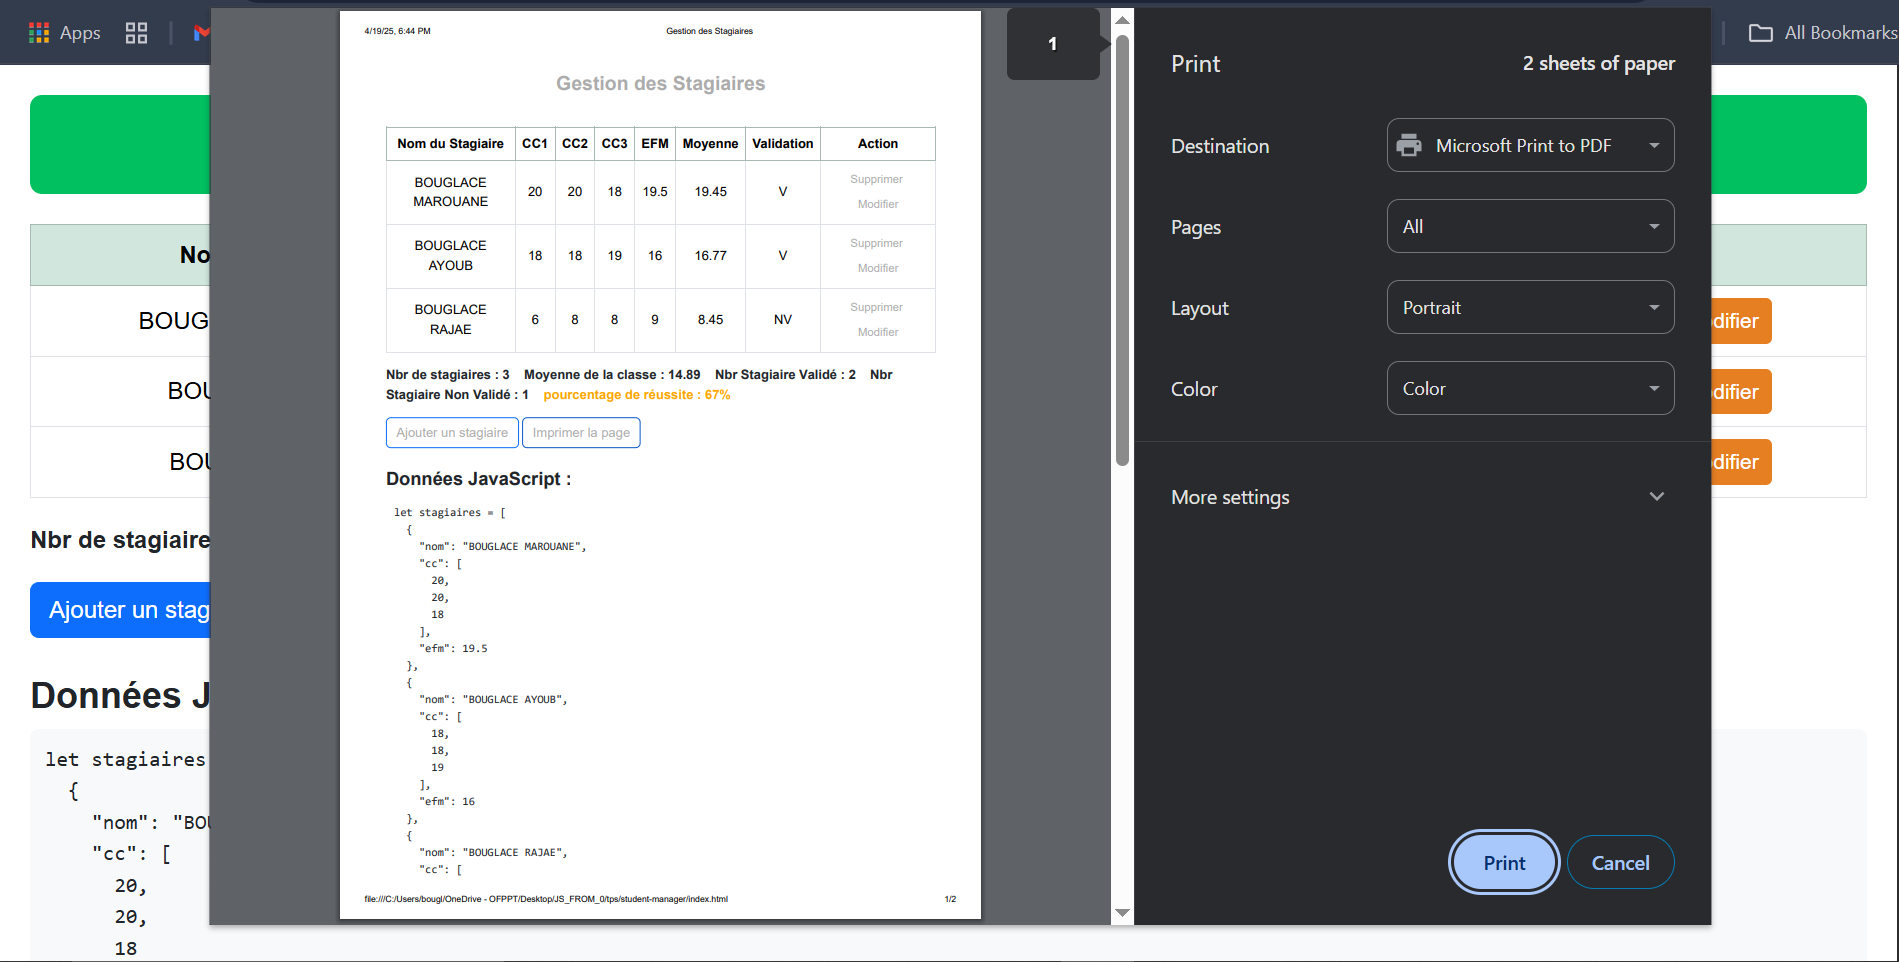 Apps
All Bookmarks
No
BOUG
BOU
BOU
Nbr de stagiaire
Ajouter un stag
Données J
let stagiaires
{
"nom": "BOU
"cc": [
20,
20,
18
4/19/25, 6:44 PM Gestion des Stagiaires
Gestion des Stagiaires
Nom du Stagiaire CC1 CC2 CC3 EFM Moyenne Validation Action
BOUGLACE MAROUANE 20 20 18 19.5 19.45 V Supprimer Modifier
BOUGLACE AYOUB 18 18 19 16 16.77 V Supprimer Modifier
BOUGLACE RAJAE 6 8 8 9 8.45 NV Supprimer Modifier
Nbr de stagiaires : 3 Moyenne de la classe : 14.89 Nbr Stagiaire Validé : 2 Nbr
Stagiaire Non Validé : 1 pourcentage de réussite : 67%
Ajouter un stagiaire Imprimer la page
Données JavaScript :
let stagiaires = [
{
"nom": "BOUGLACE MAROUANE",
"cc": [
20,
20,
18
],
"efm": 19.5
},
{
"nom": "BOUGLACE AYOUB",
"cc": [
18,
18,
19
],
"efm": 16
},
{
"nom": "BOUGLACE RAJAE",
"cc": [
file:///C:/Users/bougl/OneDrive - OFPPT/Desktop/JS_FROM_0/tps/student-manager/index.html 1/2
1
Print 2 sheets of paper
Destination Microsoft Print to PDF
Pages All
Layout Portrait
Color Color
More settings
Print Cancel
difier
difier
difier